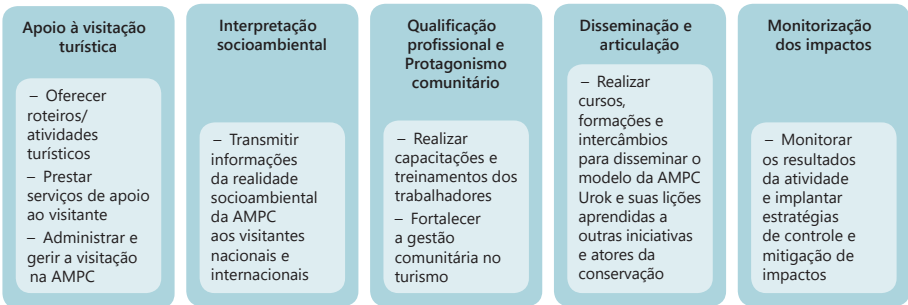 Apoio à visitação
turística
– Oferecer
roteiros/
atividades
turísticos
– Prestar
serviços de apoio
ao visitante
– Administrar e
gerir a visitação
na AMPC
Interpretação
socioambiental
– Transmitir
informações
da realidade
socioambiental
da AMPC
aos visitantes
nacionais e
internacionais
Qualificação
profissional e
Protagonismo
comunitário
– Realizar
capacitações e
treinamentos dos
trabalhadores
– Fortalecer
a gestão
comunitária no
turismo
Disseminação e
articulação
– Realizar
cursos,
formações e
intercâmbios
para disseminar o
modelo da AMPC
Urok e suas lições
aprendidas a
outras iniciativas
e atores da
conservação
Monitorização
dos impactos
– Monitorar
os resultados
da atividade
e implantar
estratégias
de controle e
mitigação de
impactos